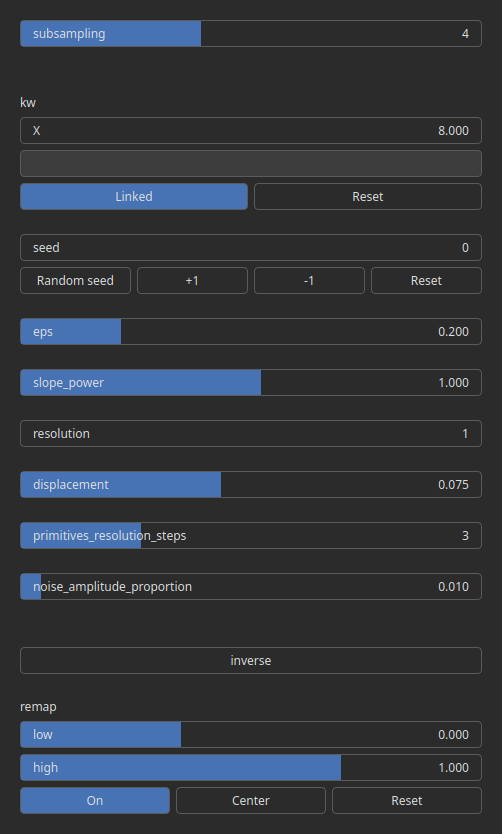 subsampling 4
kw
X 8.000
Linked Reset
seed 0
Random seed +1 -1 Reset
eps 0.200
slope_power 1.000
resolution 1
displacement 0.075
primitives_resolution_steps 3
noise_amplitude_proportion 0.010
inverse
remap
low 0.000
high 1.000
On Center Reset